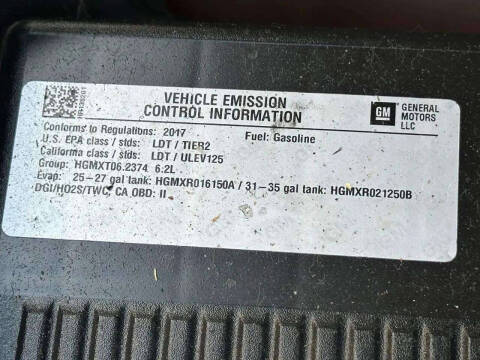 VEHICLE EMISSION
CONTROL INFORMATION
GM
GENERAL
MOTORS
LLC
Conforms to Regulations: 2017 Fuel: Gasoline
U.S. EPA class / stds: LDT / TIER2
California class / stds: LDT / ULEV125
Group: HGMXT06.2374 6.2L
Evap: 25-27 gal tank: HGMXR016150A / 31-35 gal tank: HGMXR021250B
DGI/HO2S/TWC, CA OBD: II